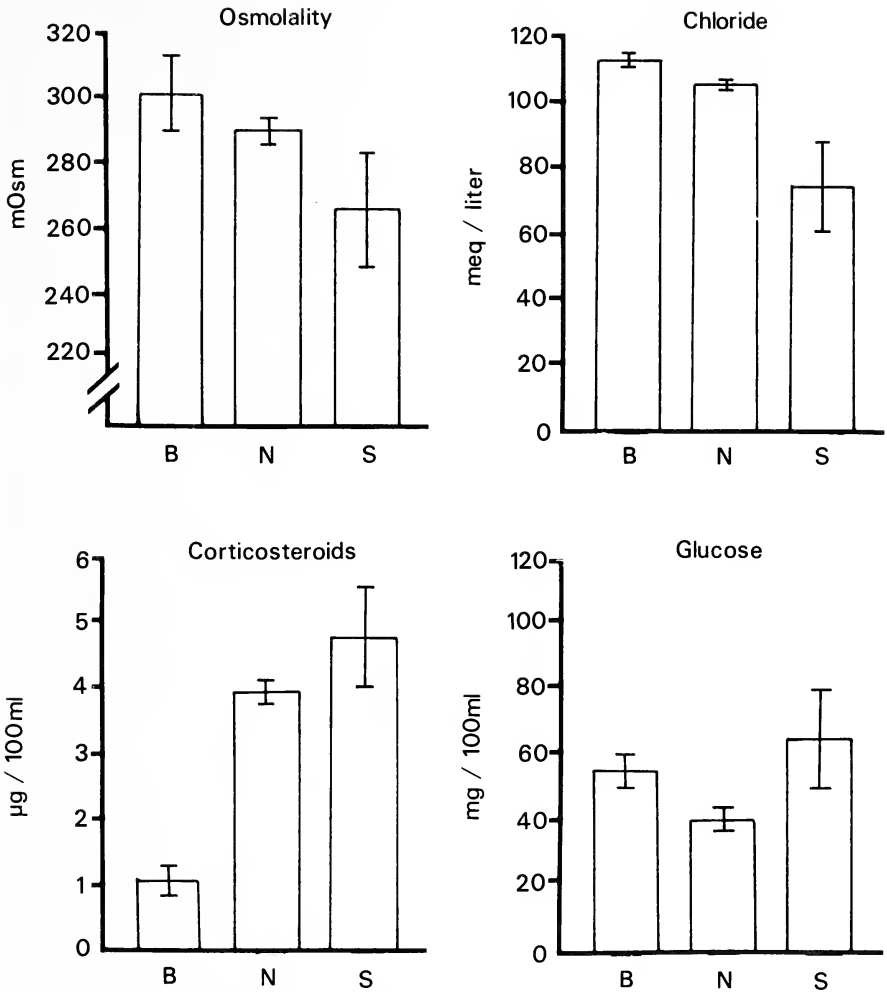 Osmolality
mOsm
320
300
280
260
240
220
B N S
Chloride
meq / liter
120
100
80
60
40
20
0
B N S
Corticosteroids
µg / 100ml
6
5
4
3
2
1
0
B N S
Glucose
mg / 100ml
120
100
80
60
40
20
0
B N S